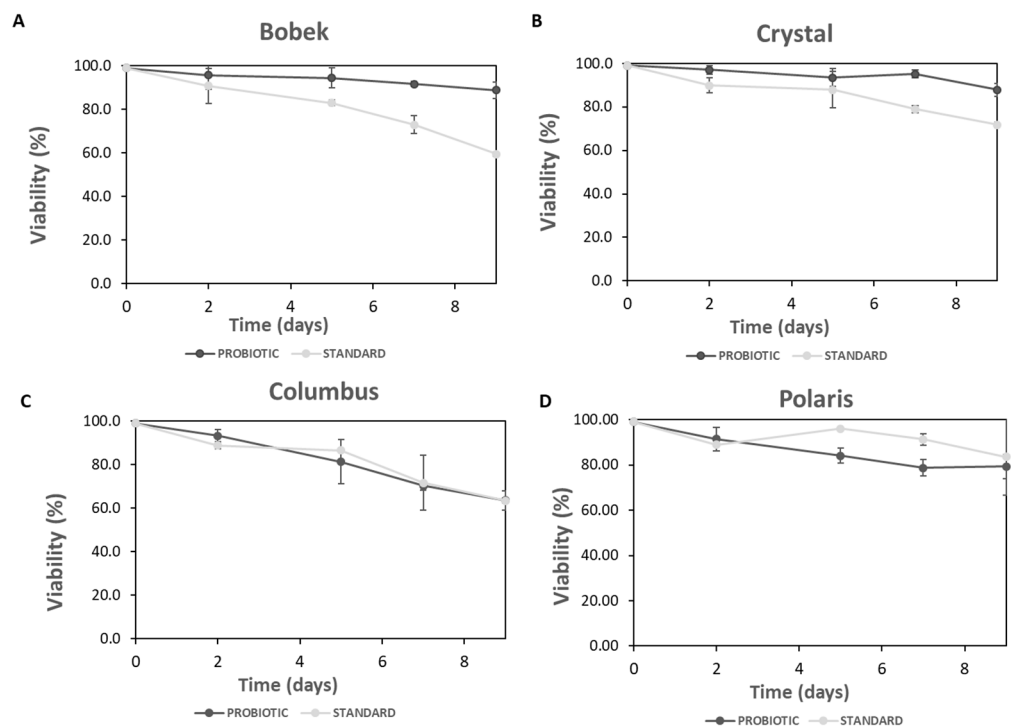 A
Bobek
Viability (%)
100.0
80.0
60.0
40.0
20.0
0.0
0 2 4 6 8
Time (days)
PROBIOTIC STANDARD
B
Crystal
Viability (%)
100.0
80.0
60.0
40.0
20.0
0.0
0 2 4 6 8
Time (days)
PROBIOTIC STANDARD
C
Columbus
Viability (%)
100.0
80.0
60.0
40.0
20.0
0.0
0 2 4 6 8
Time (days)
PROBIOTIC STANDARD
D
Polaris
Viability (%)
100.00
80.00
60.00
40.00
20.00
0.00
0 2 4 6 8
Time (days)
PROBIOTIC STANDARD